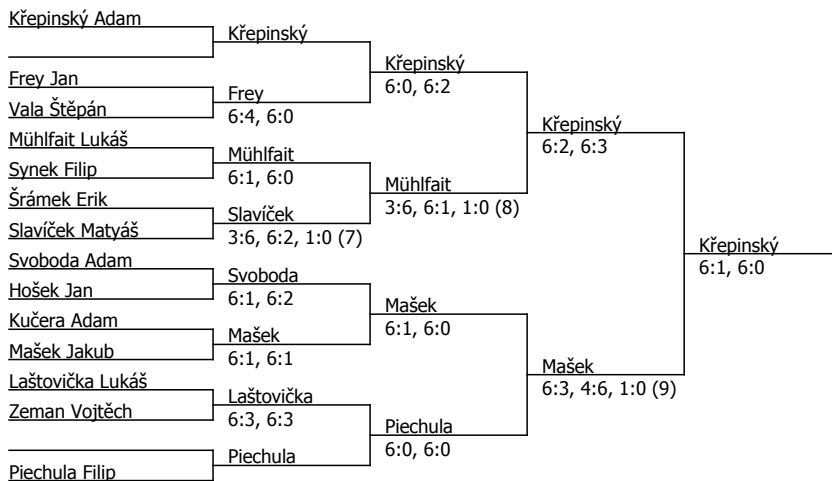 Křepinský Adam
Frey Jan
Vala Štěpán
Mühlfait Lukáš
Synek Filip
Šrámek Erik
Slavíček Matyáš
Svoboda Adam
Hošek Jan
Kučera Adam
Mašek Jakub
Laštovička Lukáš
Zeman Vojtěch
Piechula Filip
Křepinský
Frey
6:4, 6:0
Mühlfait
6:1, 6:0
Slavíček
3:6, 6:2, 1:0 (7)
Svoboda
6:1, 6:2
Mašek
6:1, 6:1
Laštovička
6:3, 6:3
Piechula
Křepinský
6:0, 6:2
Mühlfait
3:6, 6:1, 1:0 (8)
Mašek
6:1, 6:0
Piechula
6:0, 6:0
Křepinský
6:2, 6:3
Mašek
6:3, 4:6, 1:0 (9)
Křepinský
6:1, 6:0